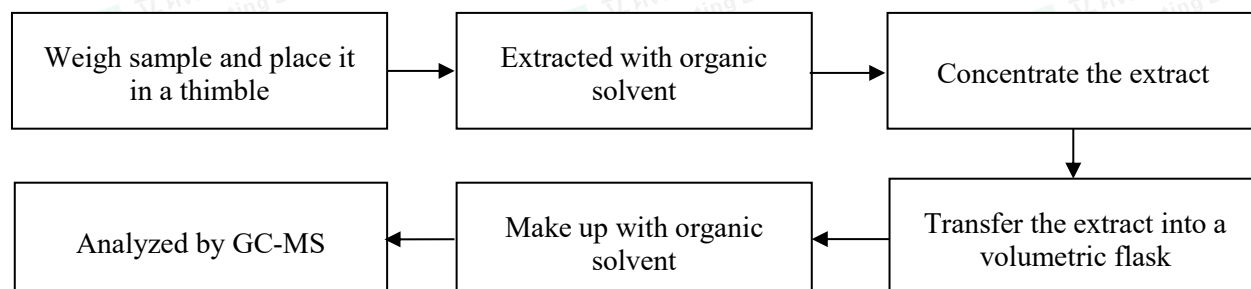 Weigh sample and place it
in a thimble
Extracted with organic
solvent
Concentrate the extract
Transfer the extract into a
volumetric flask
Make up with organic
solvent
Analyzed by GC-MS